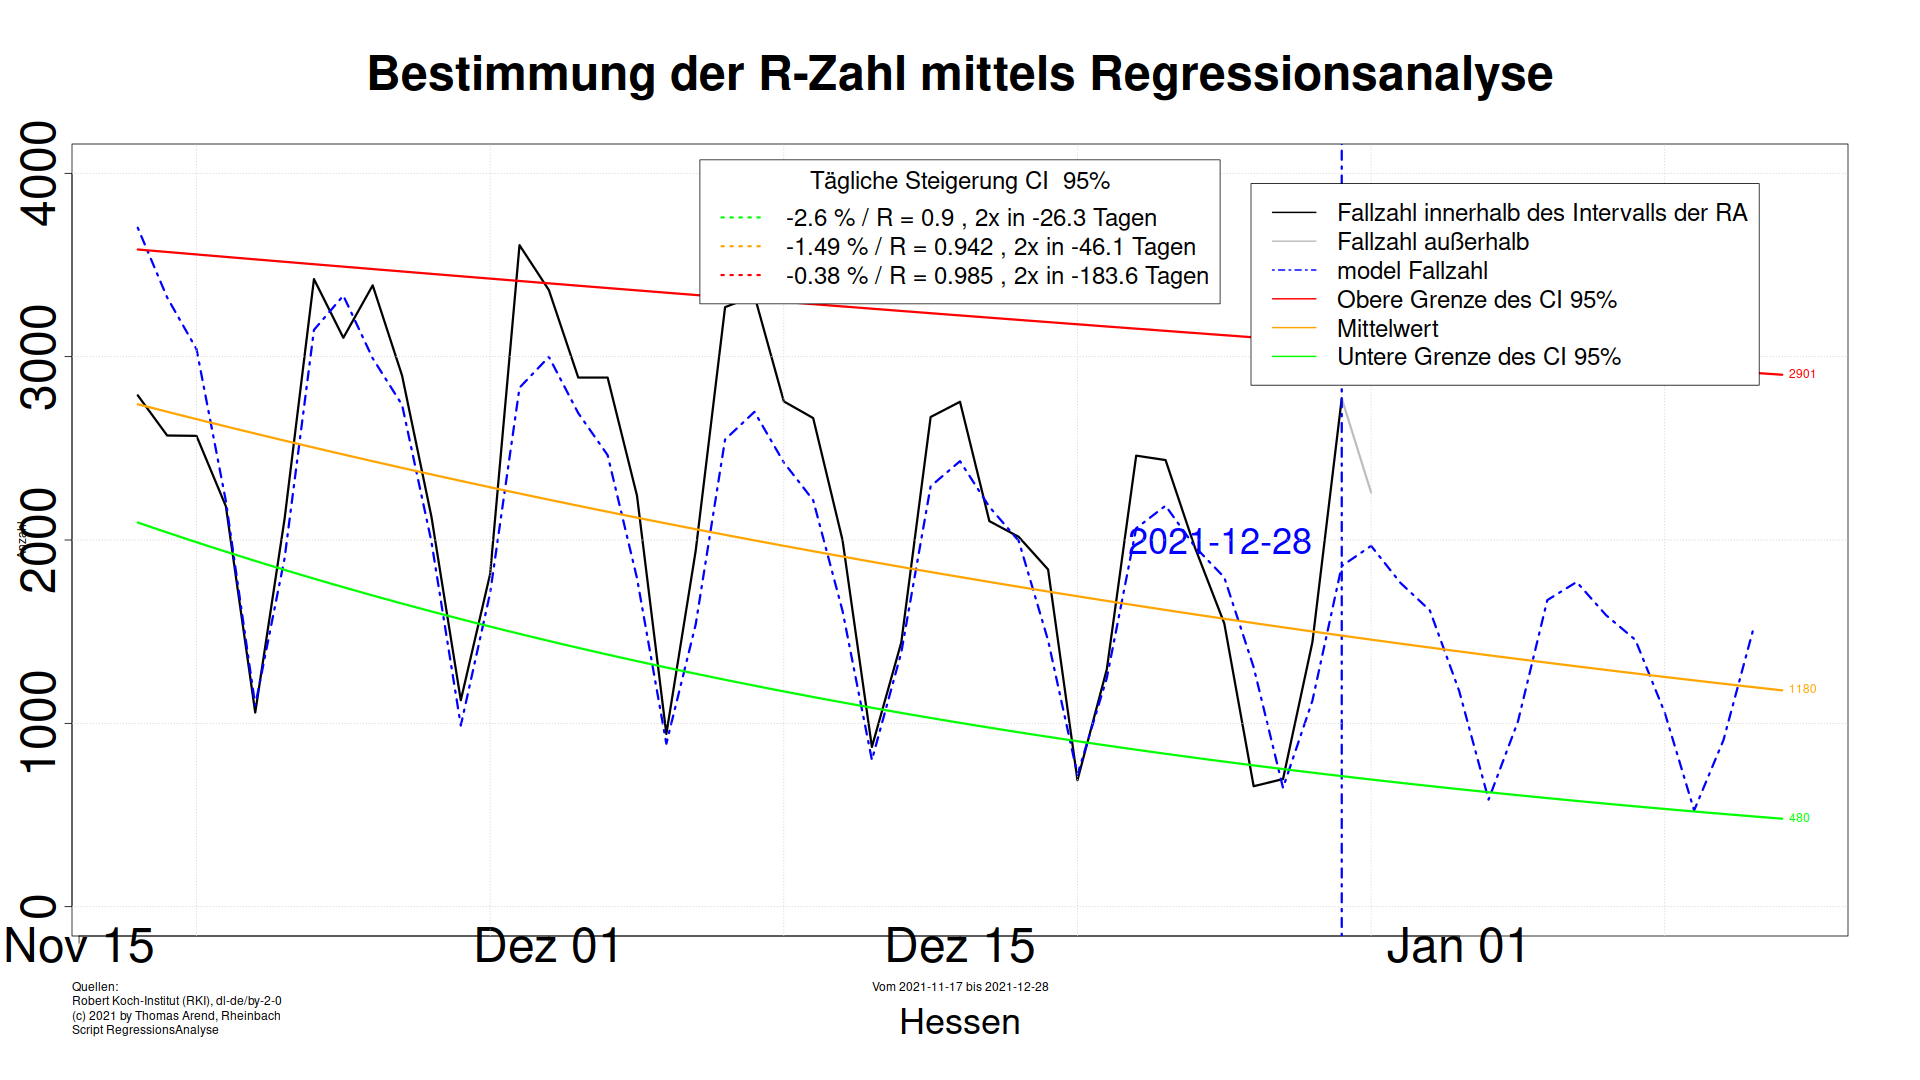 Bestimmung der R-Zahl mittels Regressionsanalyse
Anzahl
4000
3000
2000
1000
0
Tägliche Steigerung CI 95%
-2.6 % / R = 0.9 , 2x in -26.3 Tagen
-1.49 % / R = 0.942 , 2x in -46.1 Tagen
-0.38 % / R = 0.985 , 2x in -183.6 Tagen
Fallzahl innerhalb des Intervalls der RA
Fallzahl außerhalb
model Fallzahl
Obere Grenze des CI 95%
Mittelwert
Untere Grenze des CI 95%
2901
2021-12-28
1180
480
Nov 15
Dez 01
Dez 15
Jan 01
Quellen:
Robert Koch-Institut (RKI), dl-de/by-2-0
(c) 2021 by Thomas Arend, Rheinbach
Script RegressionsAnalyse
Vom 2021-11-17 bis 2021-12-28
Hessen